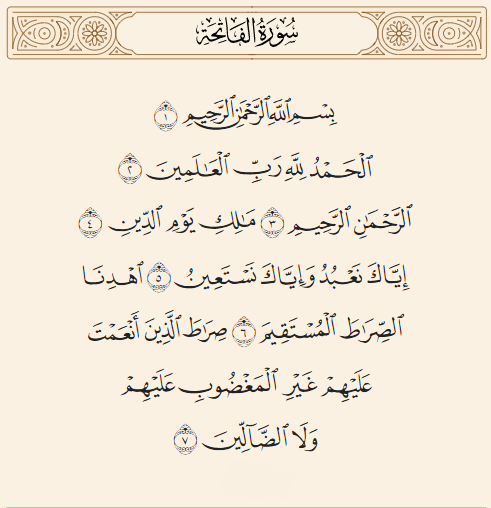 سُورَةُ الفَاتِحَةِ
بِسْمِ ٱللَّهِ ٱلرَّحْمَٰنِ ٱلرَّحِيمِ ١
ٱلْحَمْدُ لِلَّهِ رَبِّ ٱلْعَٰلَمِينَ ٢
ٱلرَّحْمَٰنِ ٱلرَّحِيمِ ٣ مَٰلِكِ يَوْمِ ٱلدِّينِ ٤
إِيَّاكَ نَعْبُدُ وَإِيَّاكَ نَسْتَعِينُ ٥ ٱهْدِنَا
ٱلصِّرَٰطَ ٱلْمُسْتَقِيمَ ٦ صِرَٰطَ ٱلَّذِينَ أَنْعَمْتَ
عَلَيْهِمْ غَيْرِ ٱلْمَغْضُوبِ عَلَيْهِمْ
وَلَا ٱلضَّآلِّينَ ٧